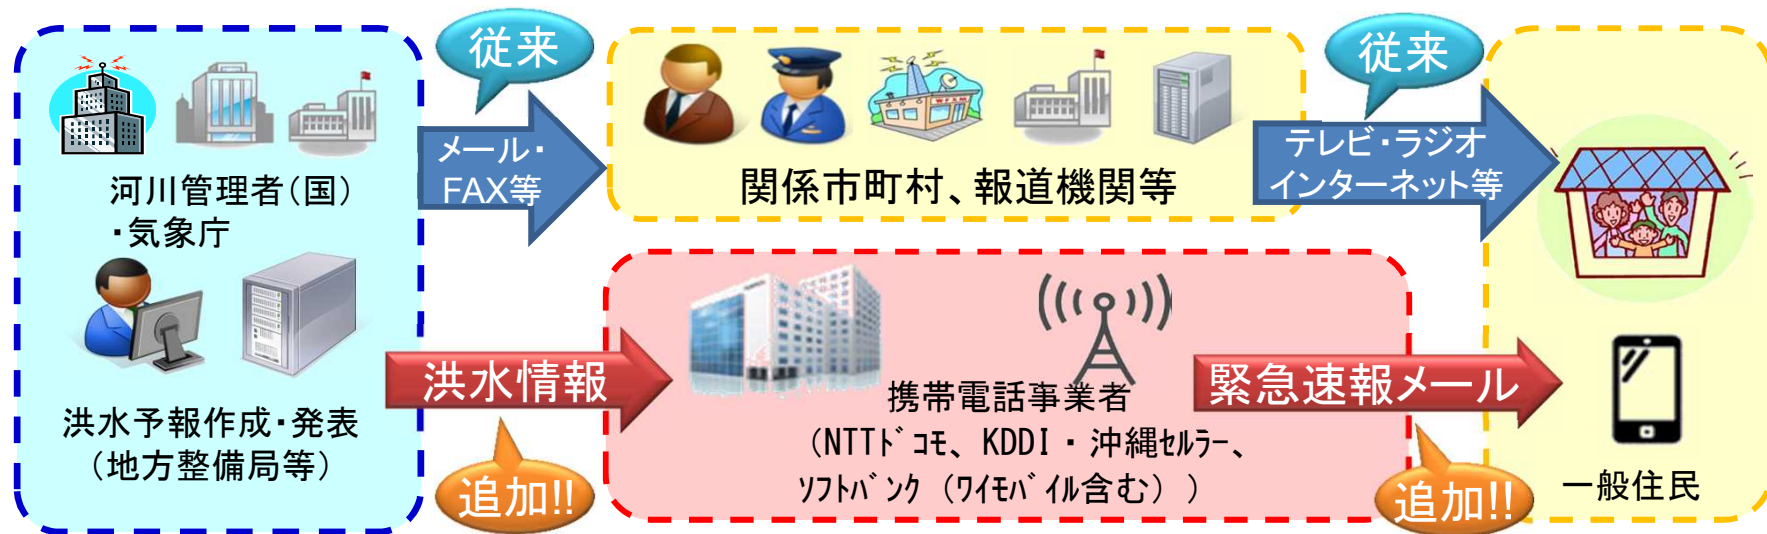 従来
従来
メール・
FAX等
テレビ・ラジオ
インターネット等
河川管理者(国)
・気象庁
関係市町村、報道機関等
洪水情報
緊急速報メール
携帯電話事業者
(NTTﾄﾞｺﾓ、KDDI・沖縄ｾﾙﾗｰ、
ｿﾌﾄﾊﾞﾝｸ(ﾜｲﾓﾊﾞｲﾙ含む))
洪水予報作成・発表
(地方整備局等)
追加!!
追加!!
一般住民